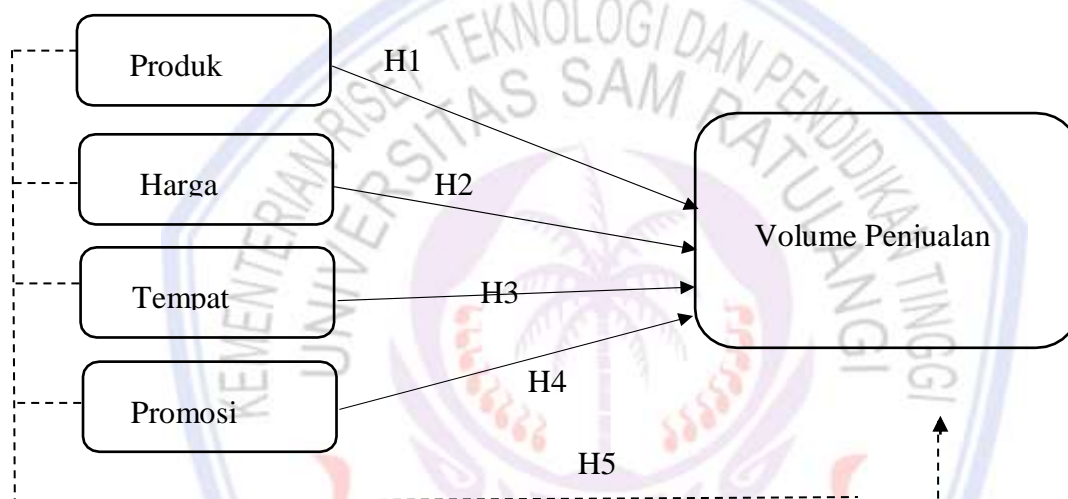 Produk
H1
Harga
H2
Volume Penjualan
Tempat
H3
Promosi
H4
H5
KEMENTERIAN RISET TEKNOLOGI DAN PENDIDIKAN TINGGI
UNIVERSITAS SAM RATULANGI